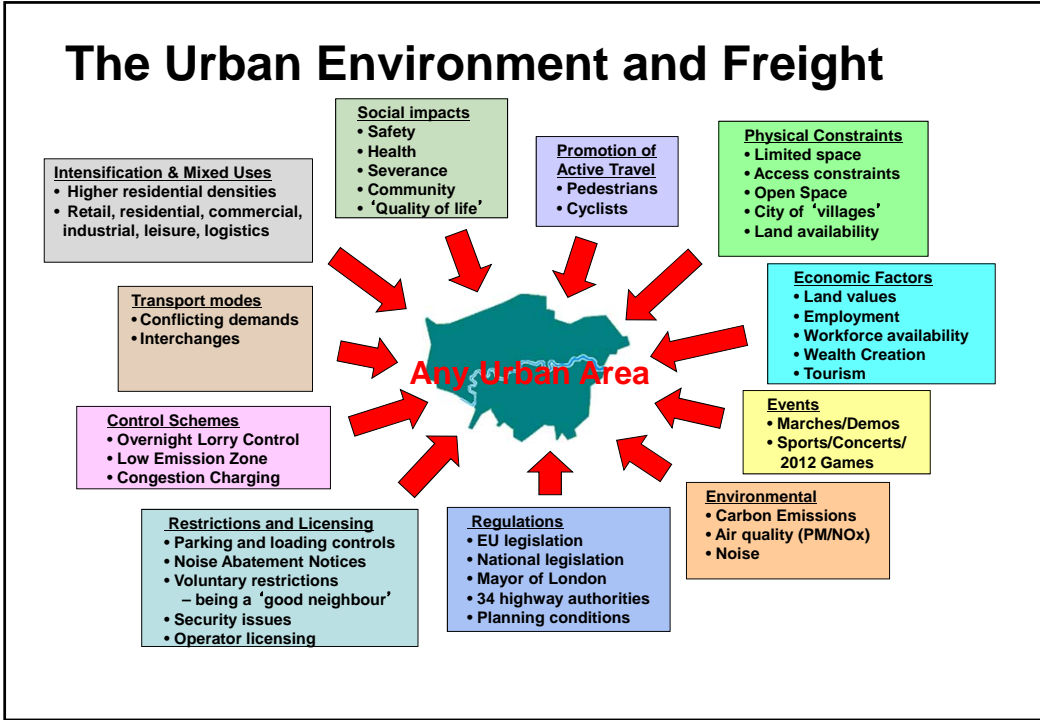 The Urban Environment and Freight
Social impacts
• Safety
• Health
• Severance
• Community
• ‘Quality of life’
Promotion of
Active Travel
• Pedestrians
• Cyclists
Physical Constraints
• Limited space
• Access constraints
• Open Space
• City of ‘villages’
• Land availability
Intensification & Mixed Uses
• Higher residential densities
• Retail, residential, commercial,
industrial, leisure, logistics
Economic Factors
• Land values
• Employment
• Workforce availability
• Wealth Creation
• Tourism
Transport modes
• Conflicting demands
• Interchanges
Any Urban Area
Control Schemes
• Overnight Lorry Control
• Low Emission Zone
• Congestion Charging
Events
• Marches/Demos
• Sports/Concerts/
2012 Games
Environmental
• Carbon Emissions
• Air quality (PM/NOx)
• Noise
Restrictions and Licensing
• Parking and loading controls
• Noise Abatement Notices
• Voluntary restrictions
– being a ‘good neighbour’
• Security issues
• Operator licensing
Regulations
• EU legislation
• National legislation
• Mayor of London
• 34 highway authorities
• Planning conditions